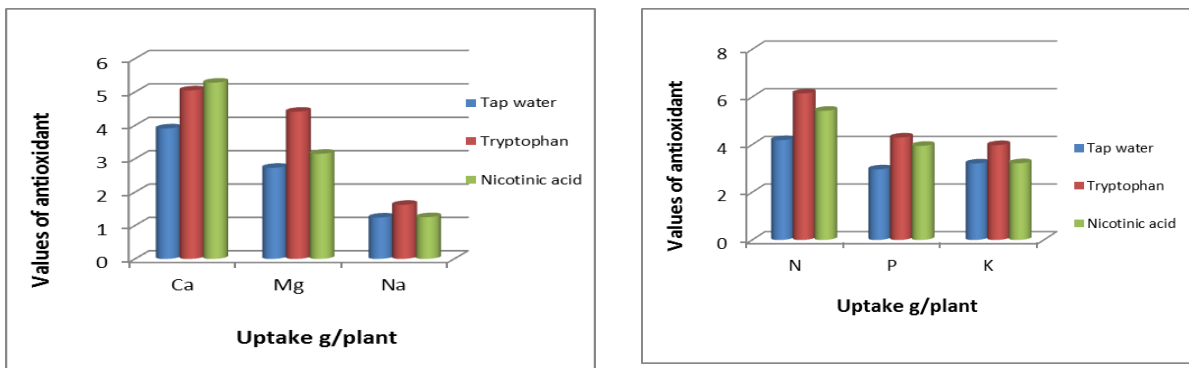 Values of antioxidant
6
5
4
3
2
1
0
Ca Mg Na
Uptake g/plant
Tap water
Tryptophan
Nicotinic acid
Values of antioxidant
8
6
4
2
0
N P K
Uptake g/plant
Tap water
Tryptophan
Nicotinic acid